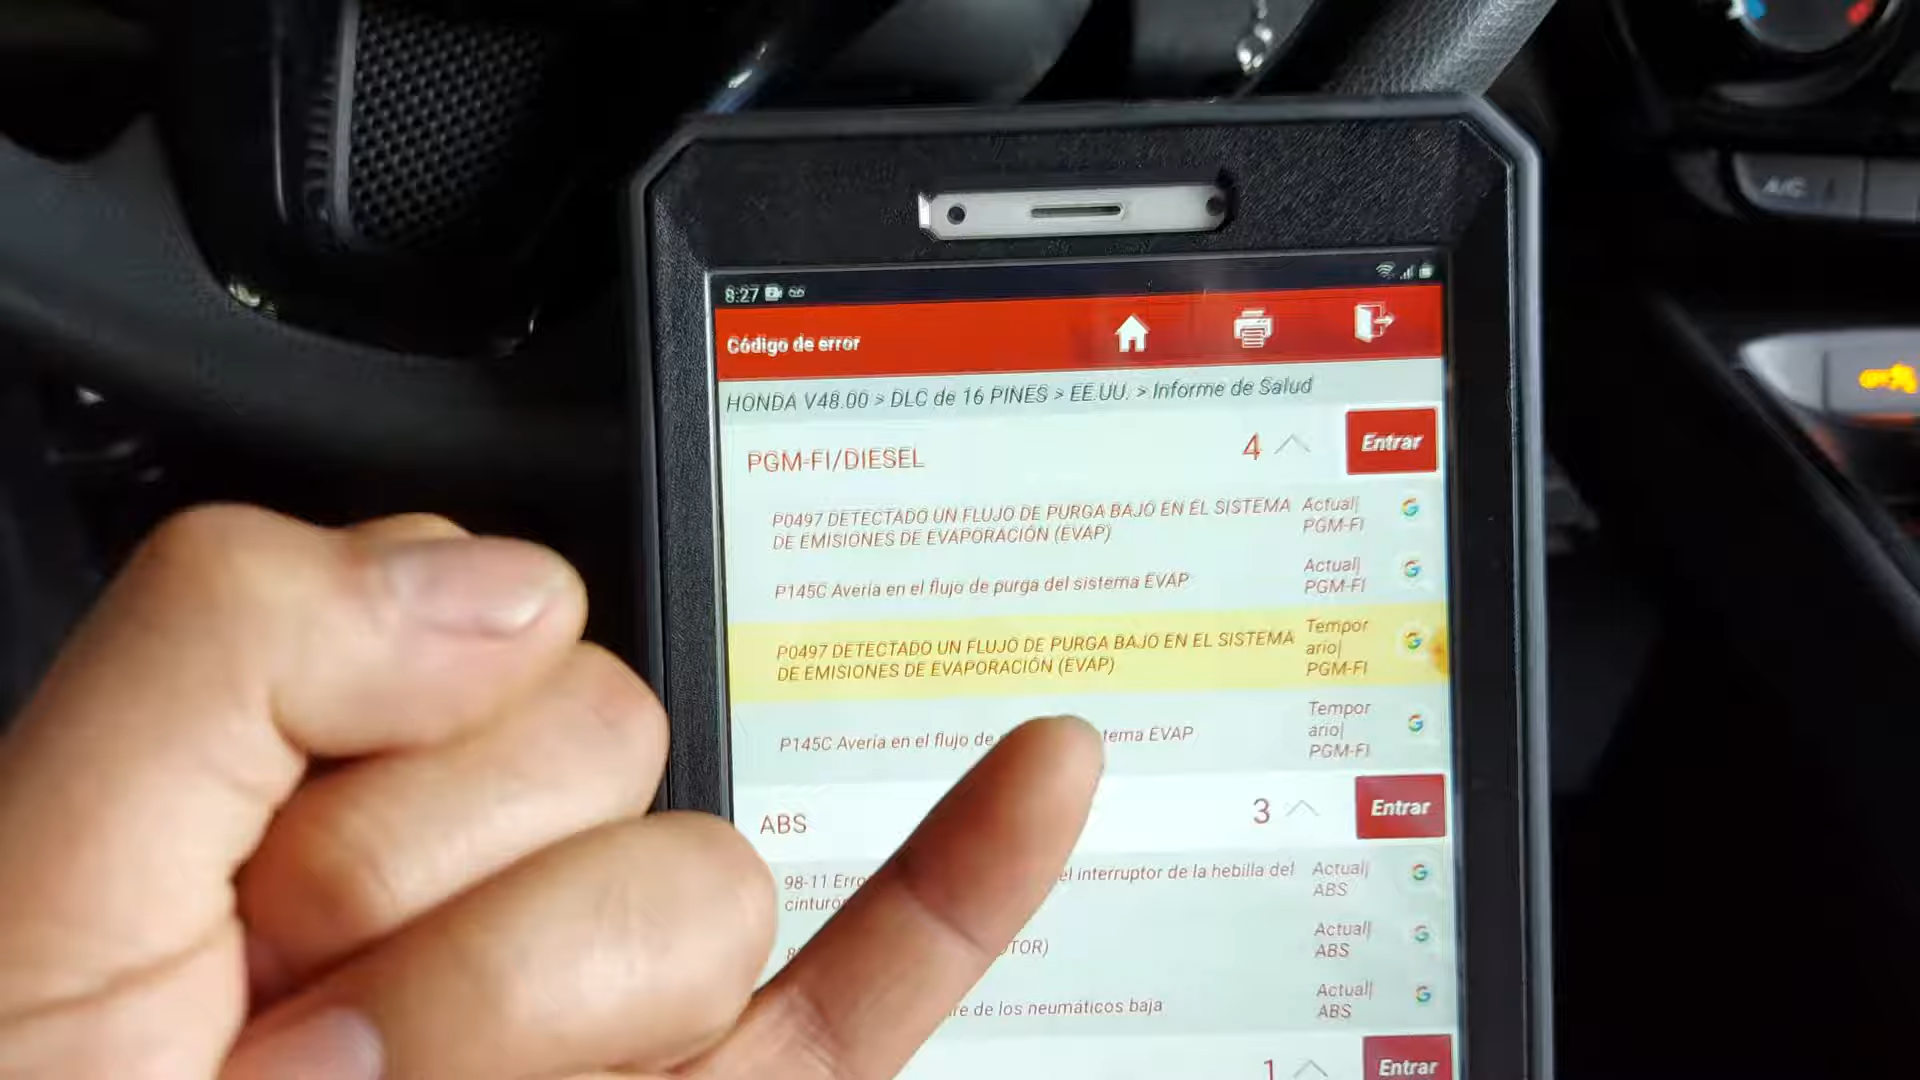 8:27
Código de error
HONDA V48.00 > DLC de 16 PINES > EE.UU. > Informe de Salud
PGM-FI/DIESEL 4 Entrar
P0497 DETECTADO UN FLUJO DE PURGA BAJO EN EL SISTEMA
DE EMISIONES DE EVAPORACIÓN (EVAP)
Actual|
PGM-FI
P145C Avería en el flujo de purga del sistema EVAP
Actual|
PGM-FI
P0497 DETECTADO UN FLUJO DE PURGA BAJO EN EL SISTEMA
DE EMISIONES DE EVAPORACIÓN (EVAP)
Tempor
ario|
PGM-FI
P145C Avería en el flujo de EVAP
Tempor
ario|
PGM-FI
ABS 3 Entrar
98-11 el interruptor de la hebilla del
Actual|
ABS
Actual|
ABS
de los neumáticos baja
Actual|
ABS
1 Entrar
A/C